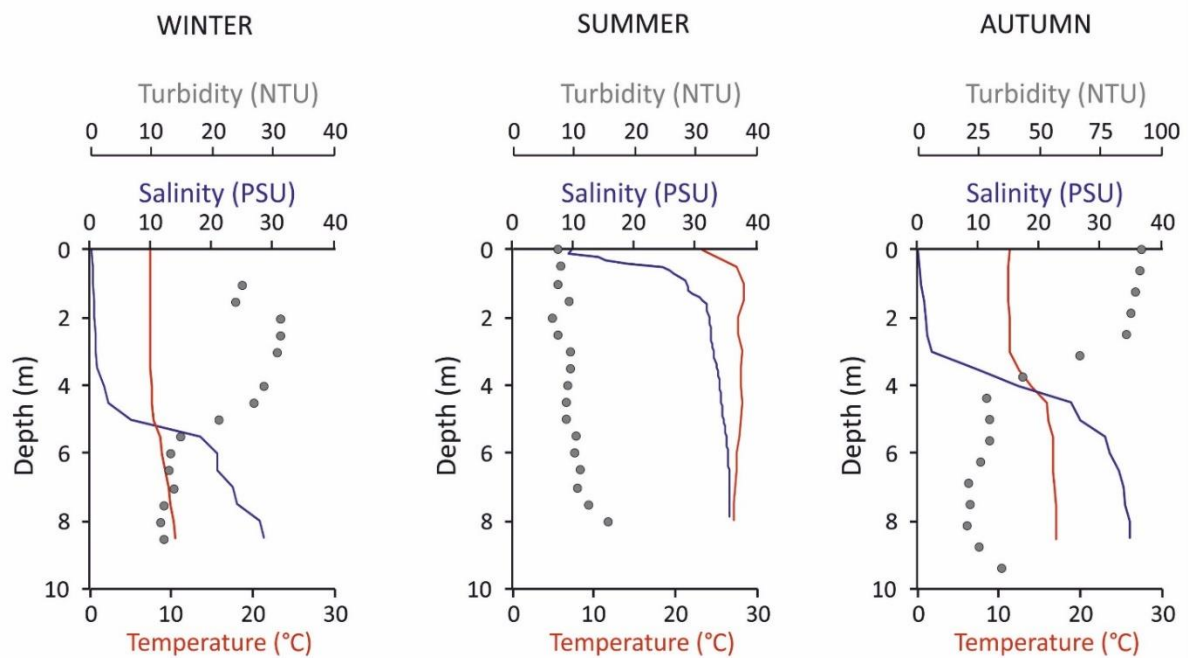 WINTER SUMMER AUTUMN
Turbidity (NTU) Turbidity (NTU) Turbidity (NTU)
0 10 20 30 40 0 10 20 30 40 0 25 50 75 100
Salinity (PSU) Salinity (PSU) Salinity (PSU)
0 10 20 30 40 0 10 20 30 40 0 10 20 30 40
0 0 0
2 2 2
4 4 4
Depth (m) Depth (m) Depth (m)
6 6 6
8 8 8
10 10 10
0 10 20 30 0 10 20 30 0 10 20 30
Temperature (°C) Temperature (°C) Temperature (°C)